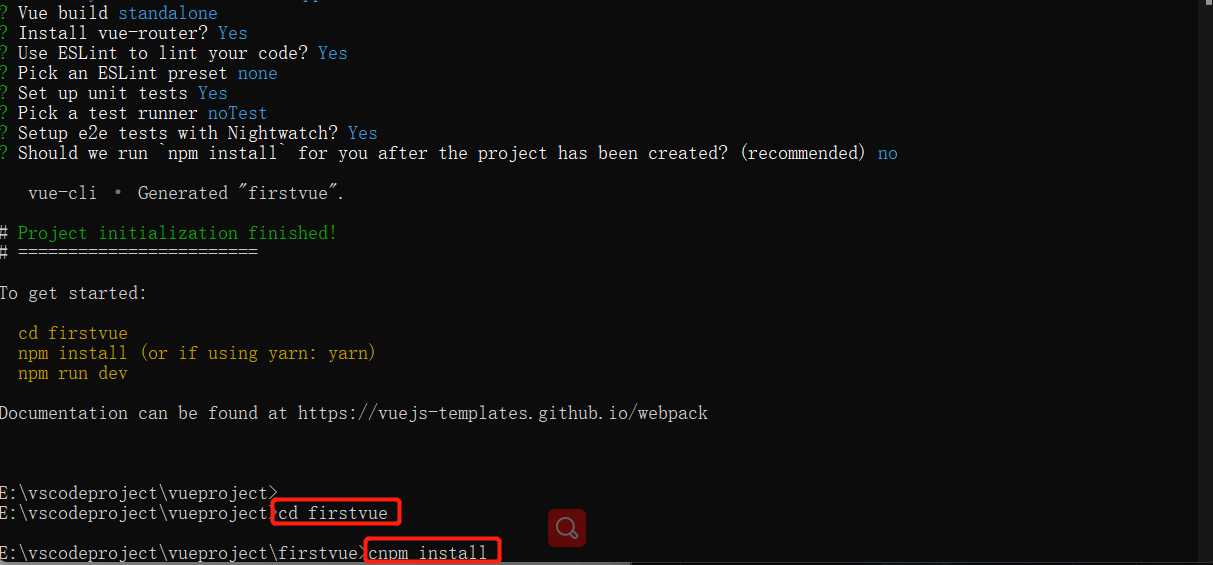 ? Vue build standalone
? Install vue-router? Yes
? Use ESLint to lint your code? Yes
? Pick an ESLint preset none
? Set up unit tests Yes
? Pick a test runner noTest
? Setup e2e tests with Nightwatch? Yes
? Should we run `npm install` for you after the project has been created? (recommended) no
vue-cli · Generated "firstvue".
# Project initialization finished!
# ========================
To get started:
cd firstvue
npm install (or if using yarn: yarn)
npm run dev
Documentation can be found at https://vuejs-templates.github.io/webpack
E:\vscodeproject\vueproject>
E:\vscodeproject\vueproject>cd firstvue
E:\vscodeproject\vueproject\firstvue>cnpm install